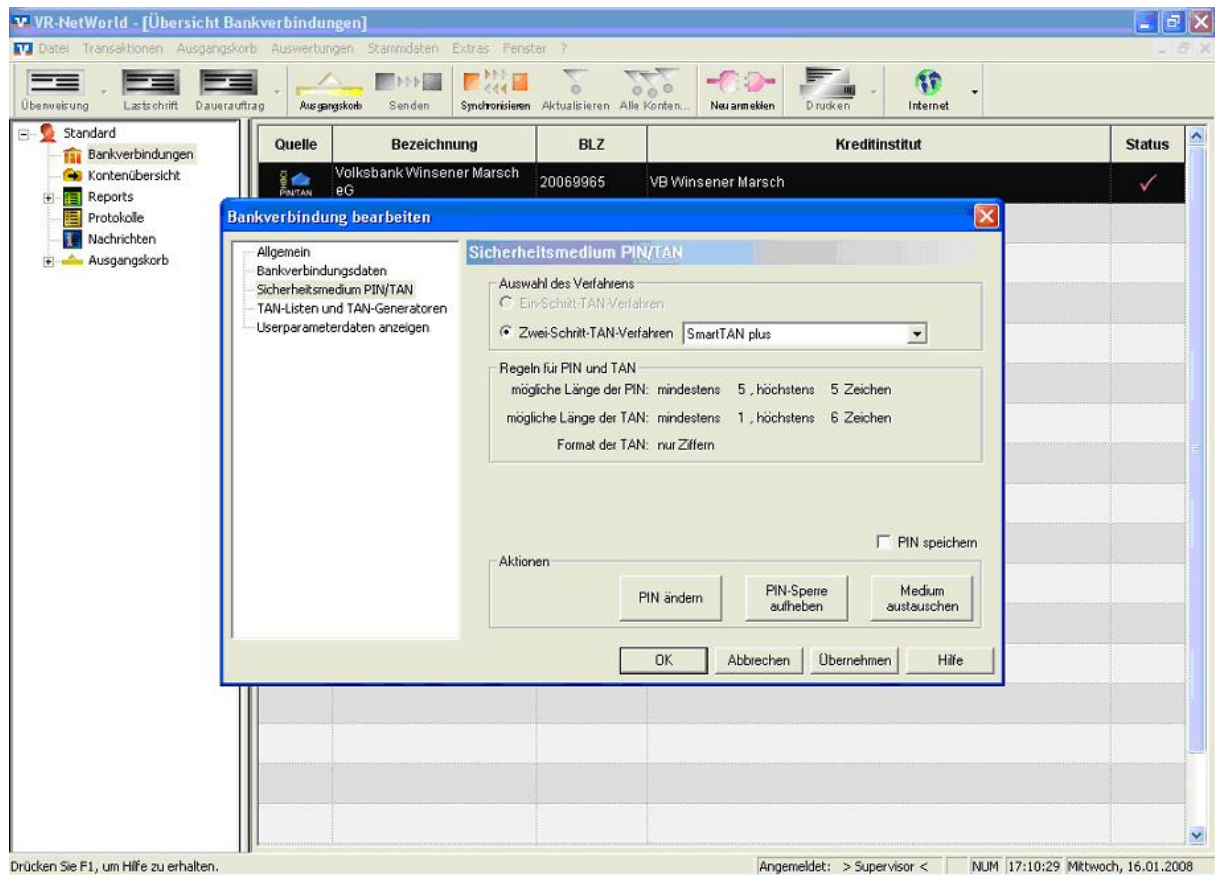 VR-NetWorld - [Übersicht Bankverbindungen]
Datei Transaktionen Ausgangskorb Auswertungen Stammdaten Extras Fenster ?
Überweisung Lastschrift Dauerauftrag Ausgangskorb Senden Synchronisieren Aktualisieren Alle Konten... Neu anmelden Drucken Internet
Standard
Bankverbindungen
Kontenübersicht
Reports
Protokolle
Nachrichten
Ausgangskorb
Quelle Bezeichnung BLZ Kreditinstitut Status
PIN/TAN Volksbank Winsener Marsch eG 20069965 VB Winsener Marsch
Bankverbindung bearbeiten
Allgemein
Bankverbindungsdaten
Sicherheitsmedium PIN/TAN
TAN-Listen und TAN-Generatoren
Userparameterdaten anzeigen
Sicherheitsmedium PIN/TAN
Auswahl des Verfahrens
Ein-Schritt-TAN-Verfahren
Zwei-Schritt-TAN-Verfahren SmartTAN plus
Regeln für PIN und TAN
mögliche Länge der PIN: mindestens 5 , höchstens 5 Zeichen
mögliche Länge der TAN: mindestens 1 , höchstens 6 Zeichen
Format der TAN: nur Ziffern
PIN speichern
Aktionen
PIN ändern
PIN-Sperre aufheben
Medium austauschen
OK Abbrechen Übernehmen Hilfe
Drücken Sie F1, um Hilfe zu erhalten.
Angemeldet: > Supervisor < NUM 17:10:29 Mittwoch, 16.01.2008